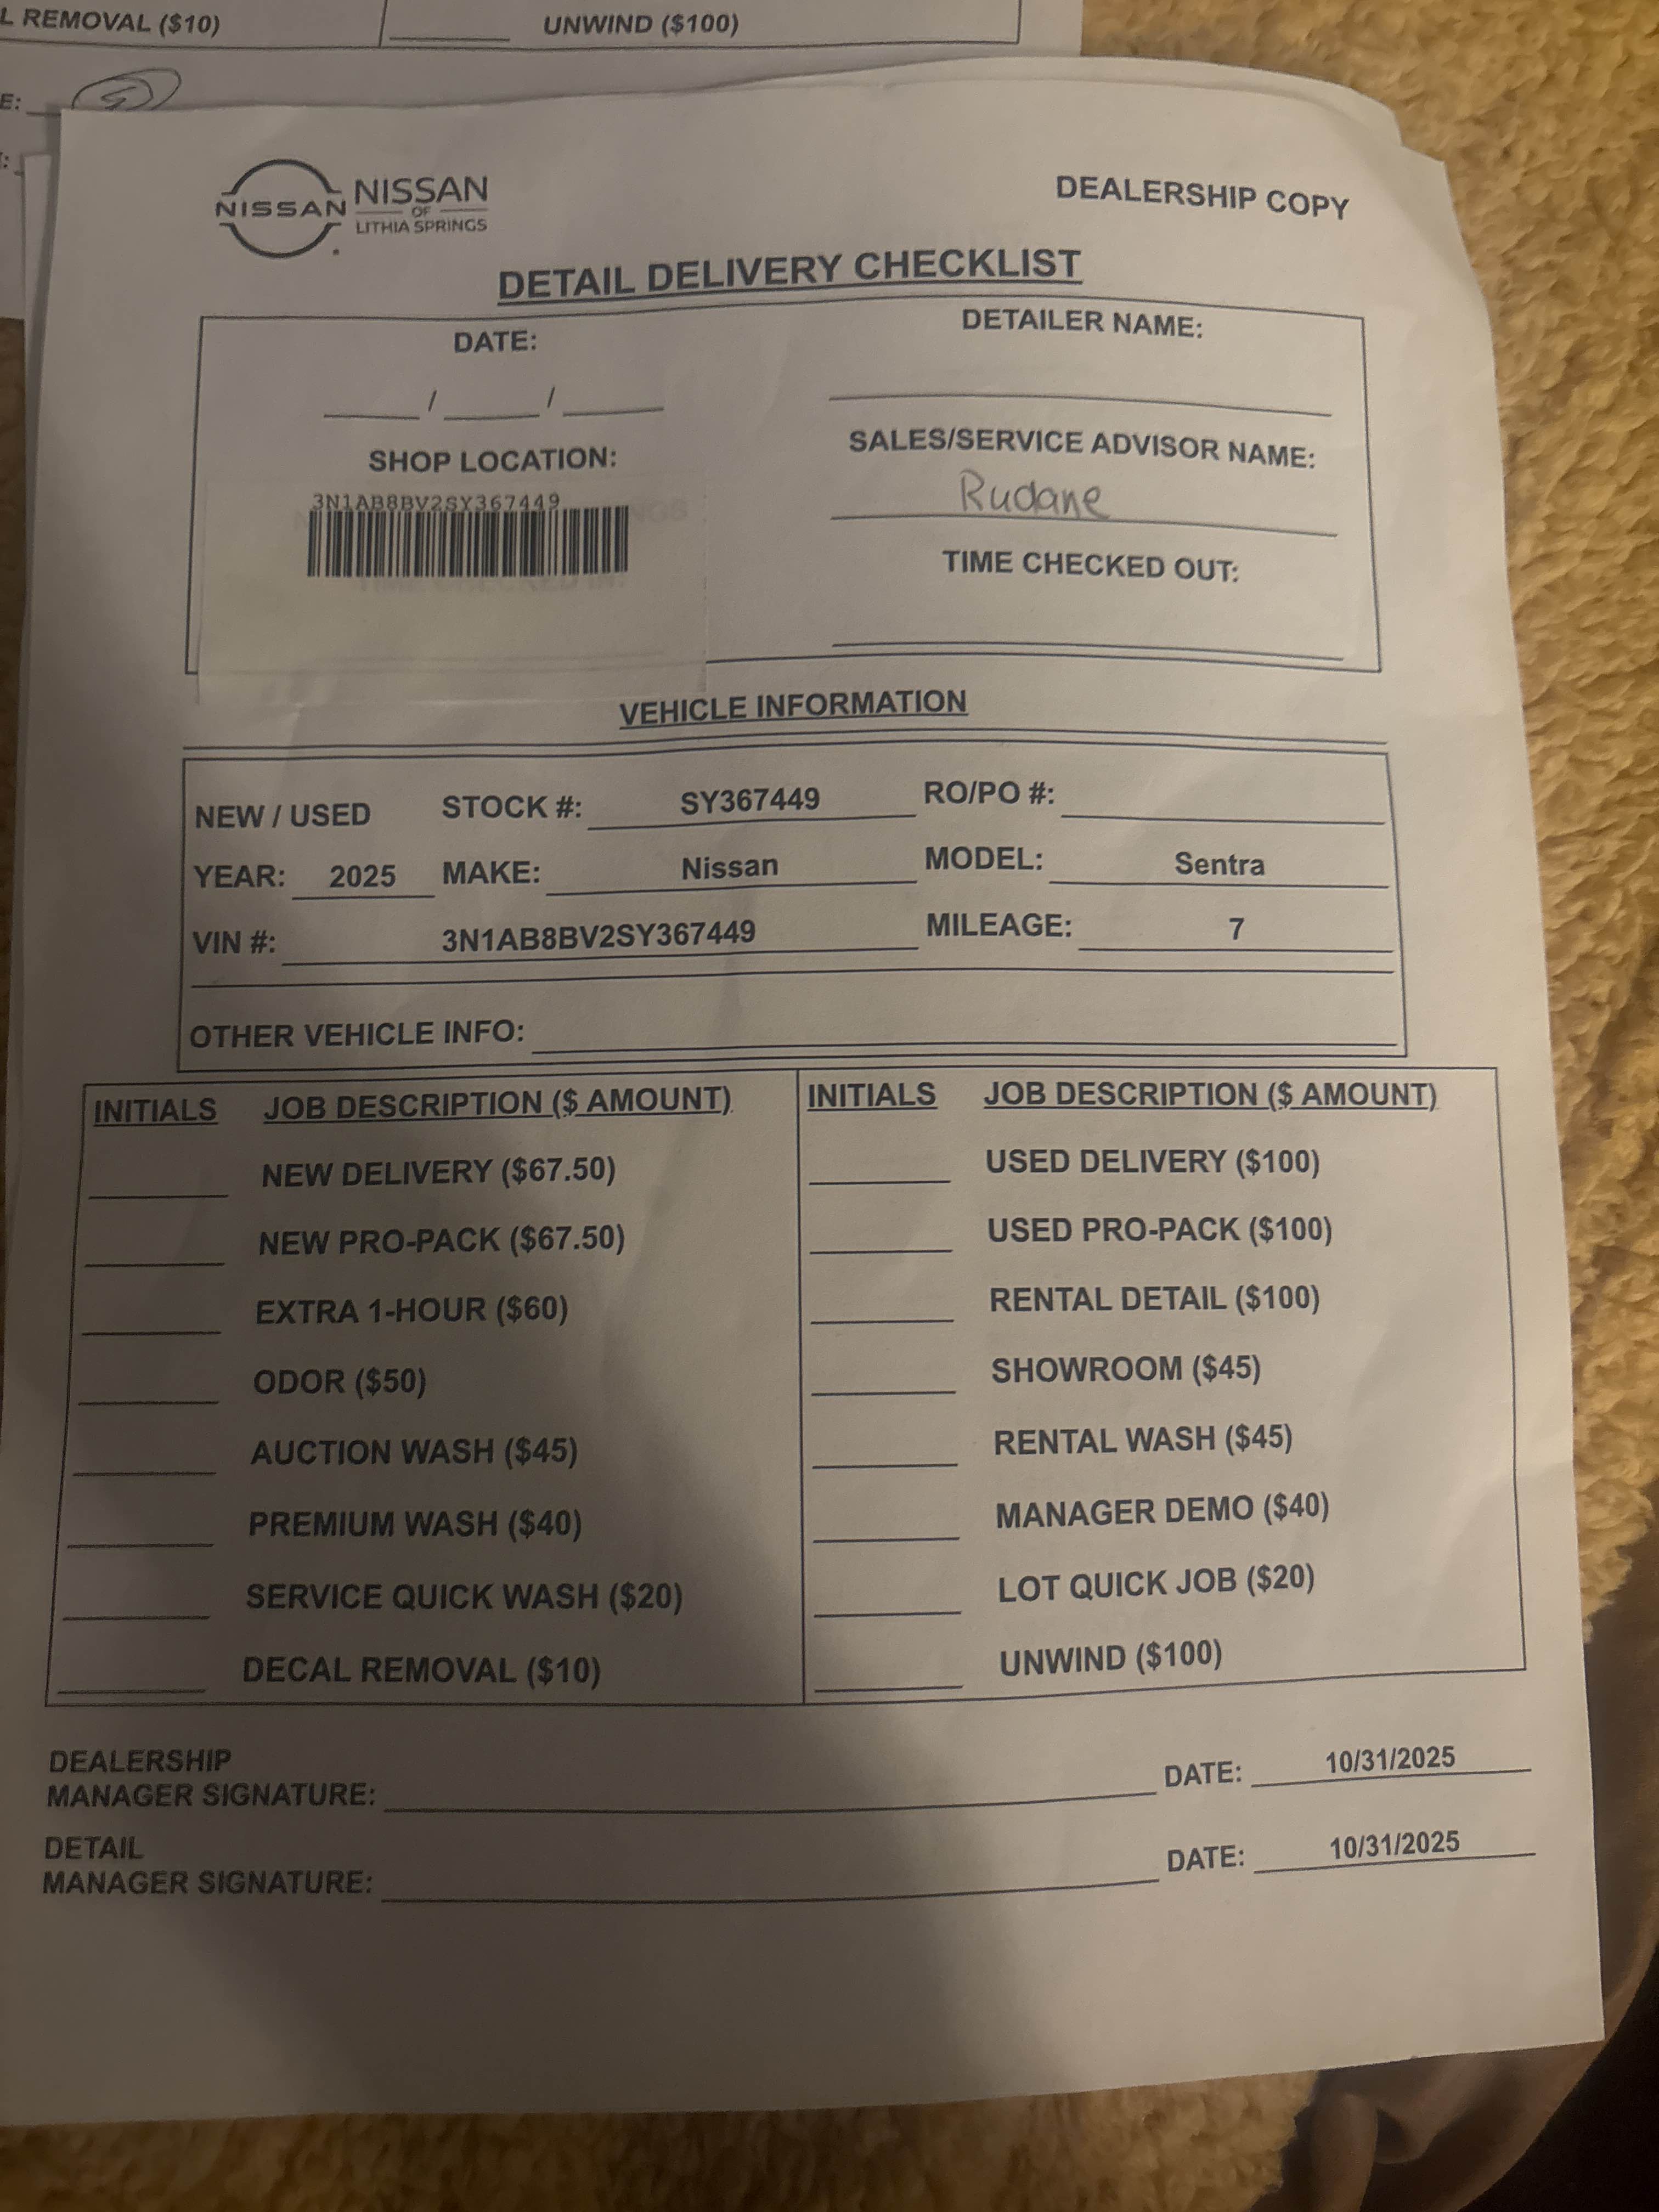 L REMOVAL ($10) UNWIND ($100)
E:
NISSAN NISSAN
OF
LITHIA SPRINGS
DEALERSHIP COPY
DETAIL DELIVERY CHECKLIST
DATE: DETAILER NAME:
____ / ____ / ____
SHOP LOCATION: SALES/SERVICE ADVISOR NAME:
3N1AB8BV2SY367449 Rudane
TIME CHECKED OUT:
VEHICLE INFORMATION
NEW / USED STOCK #: SY367449 RO/PO #:
YEAR: 2025 MAKE: Nissan MODEL: Sentra
VIN #: 3N1AB8BV2SY367449 MILEAGE: 7
OTHER VEHICLE INFO:
INITIALS JOB DESCRIPTION ($ AMOUNT) INITIALS JOB DESCRIPTION ($ AMOUNT)
NEW DELIVERY ($67.50) USED DELIVERY ($100)
NEW PRO-PACK ($67.50) USED PRO-PACK ($100)
EXTRA 1-HOUR ($60) RENTAL DETAIL ($100)
ODOR ($50) SHOWROOM ($45)
AUCTION WASH ($45) RENTAL WASH ($45)
PREMIUM WASH ($40) MANAGER DEMO ($40)
SERVICE QUICK WASH ($20) LOT QUICK JOB ($20)
DECAL REMOVAL ($10) UNWIND ($100)
DEALERSHIP
MANAGER SIGNATURE: DATE: 10/31/2025
DETAIL
MANAGER SIGNATURE: DATE: 10/31/2025